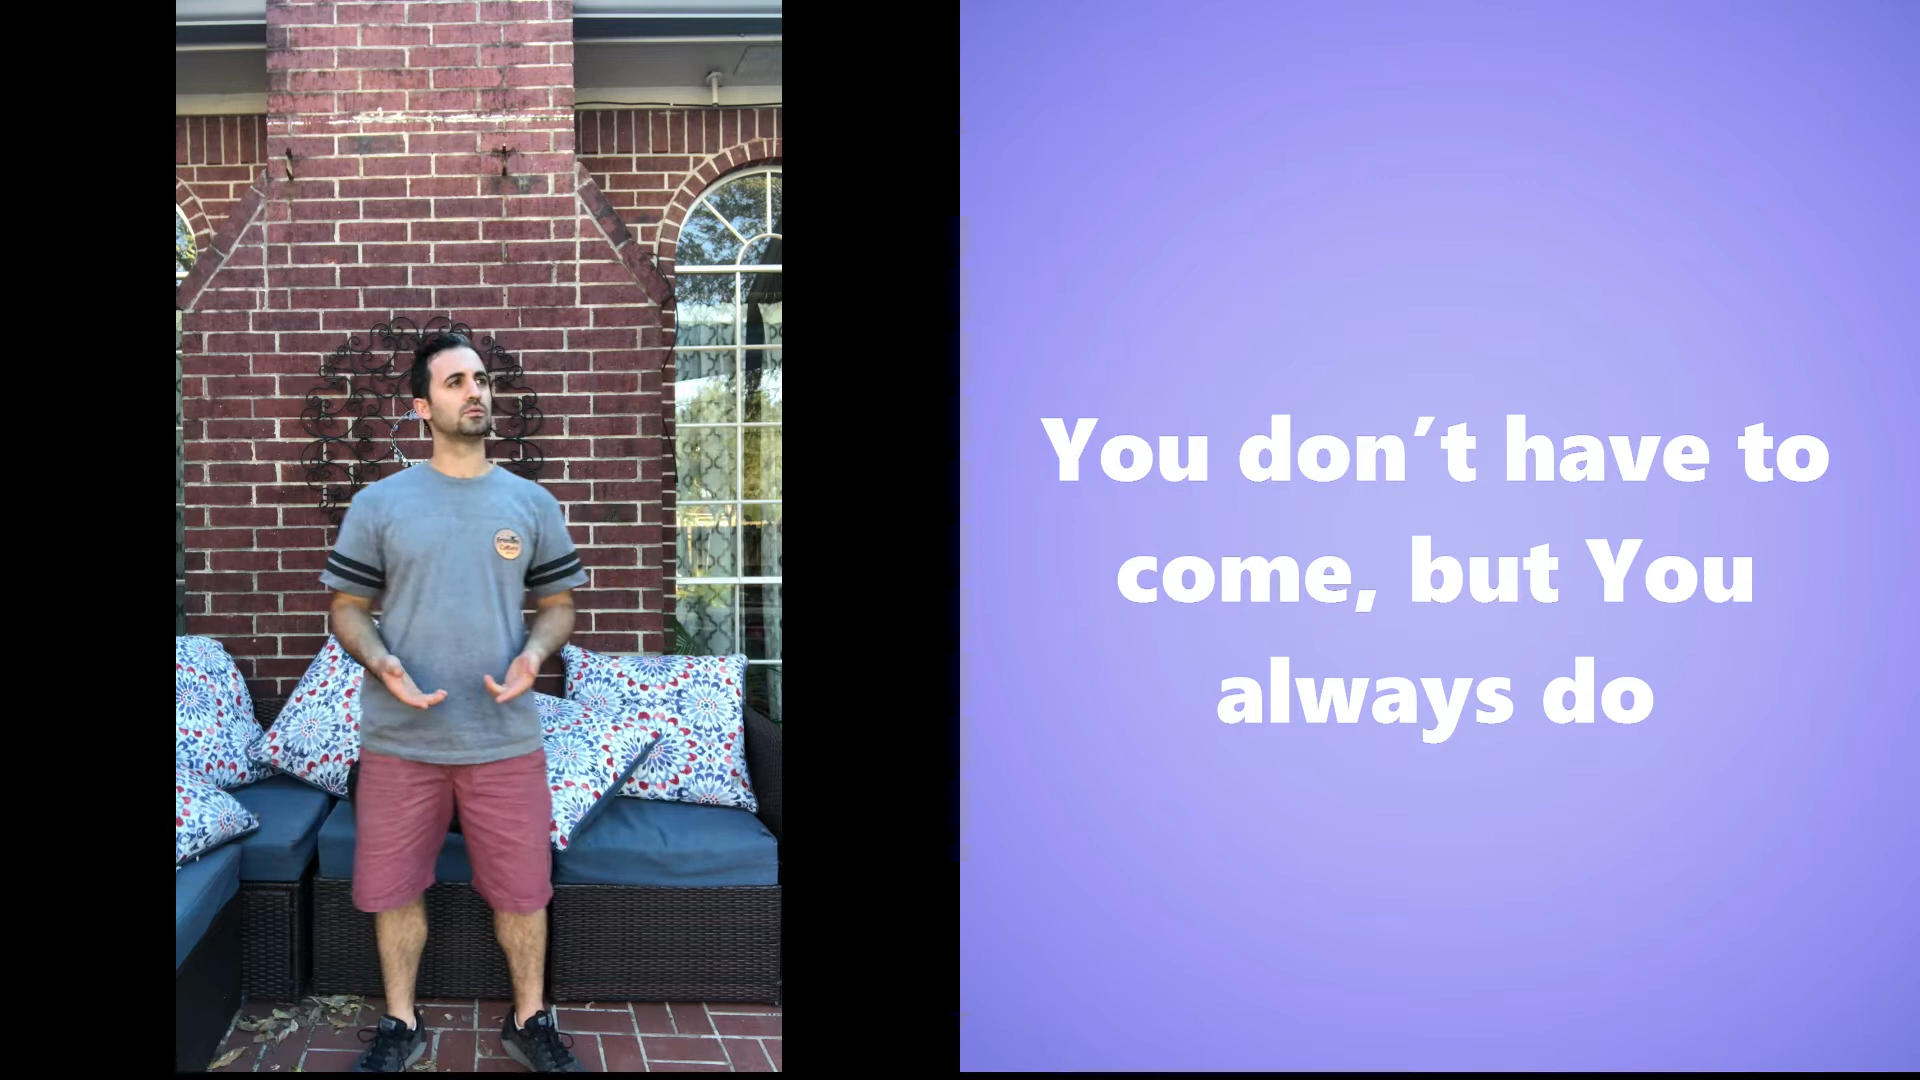 You don’t have to
come, but You
always do